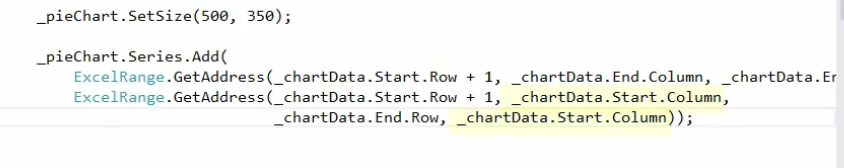 _pieChart.SetSize(500, 350);
_pieChart.Series.Add(
ExcelRange.GetAddress(_chartData.Start.Row + 1, _chartData.End.Column, _chartData.Er
ExcelRange.GetAddress(_chartData.Start.Row + 1, _chartData.Start.Column,
_chartData.End.Row, _chartData.Start.Column));